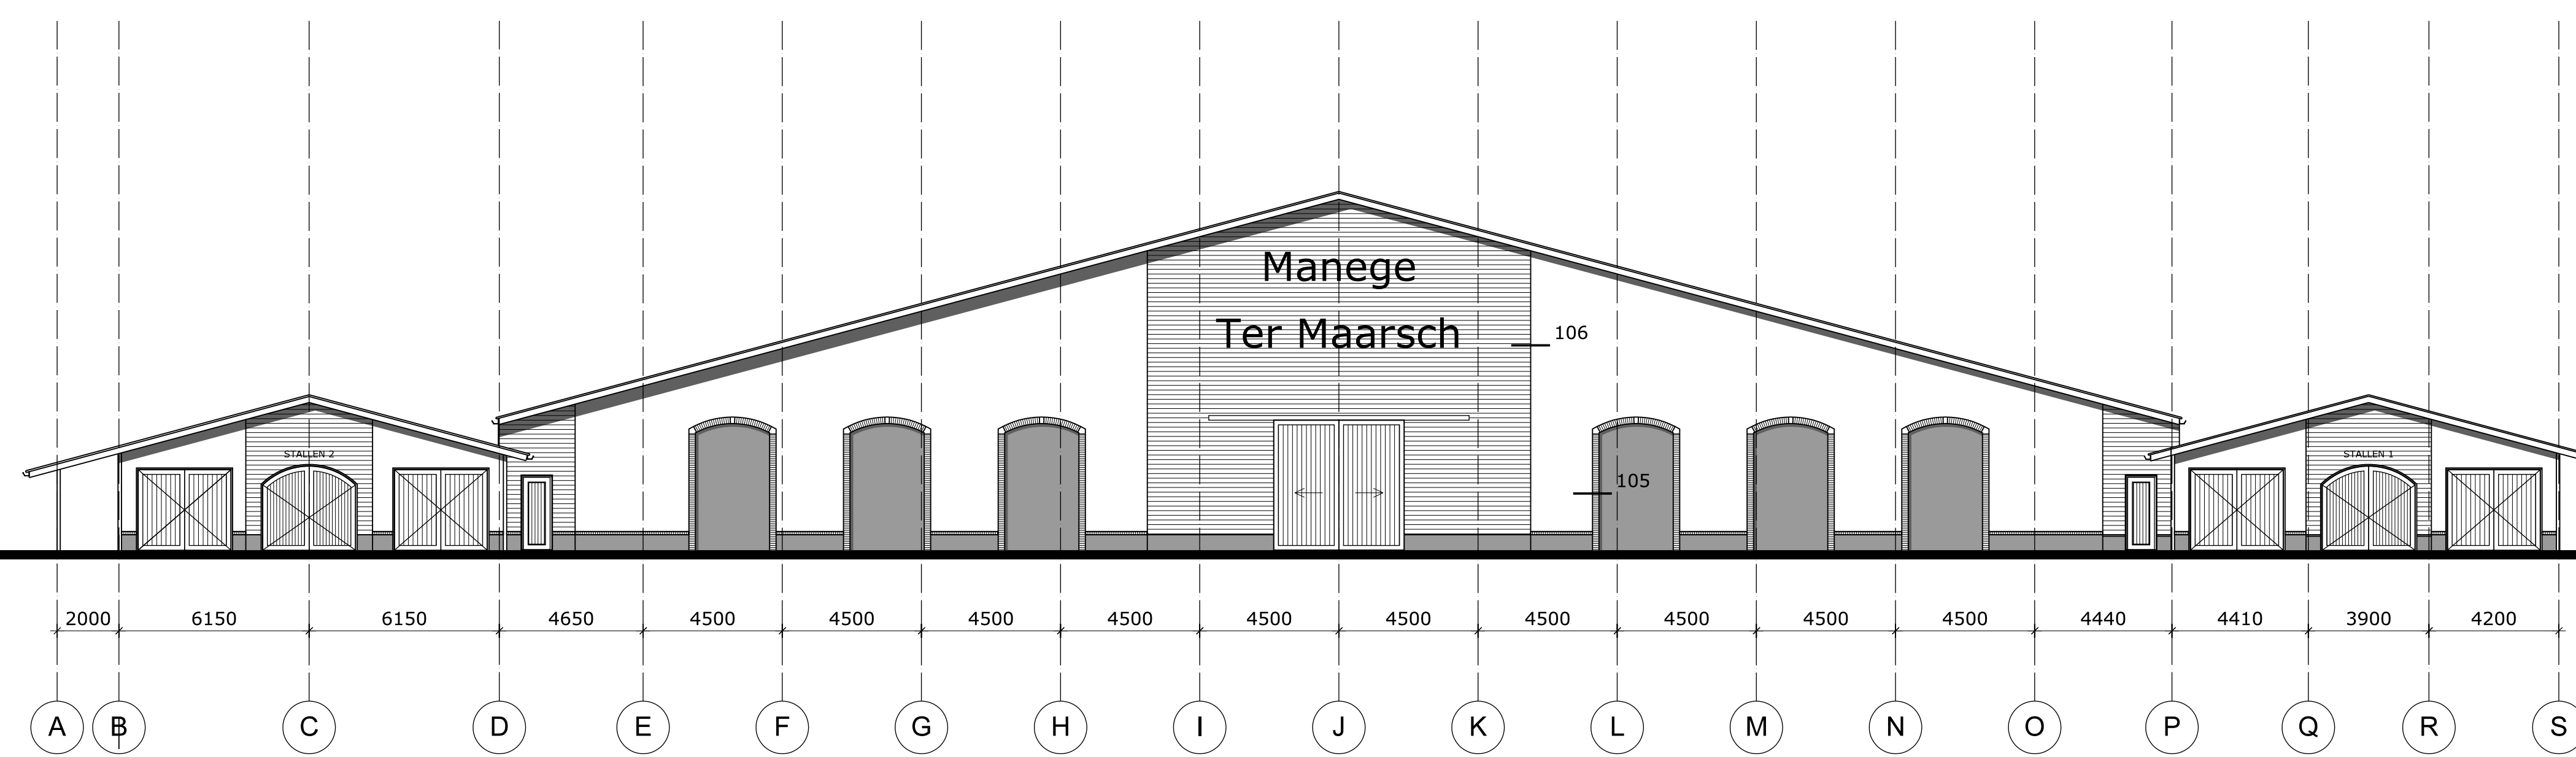 Manege
Ter Maarsch
106
STALLEN 2
STALLEN 1
105
2000 6150 6150 4650 4500 4500 4500 4500 4500 4500 4500 4500 4500 4500 4440 4410 3900 4200
A B C D E F G H I J K L M N O P Q R S